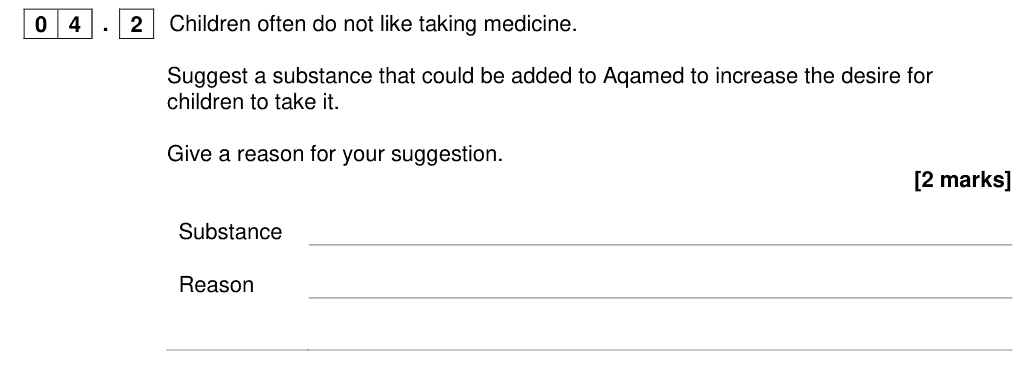 0 4 . 2 Children often do not like taking medicine.
Suggest a substance that could be added to Aqamed to increase the desire for
children to take it.
Give a reason for your suggestion.
[2 marks]
Substance
Reason